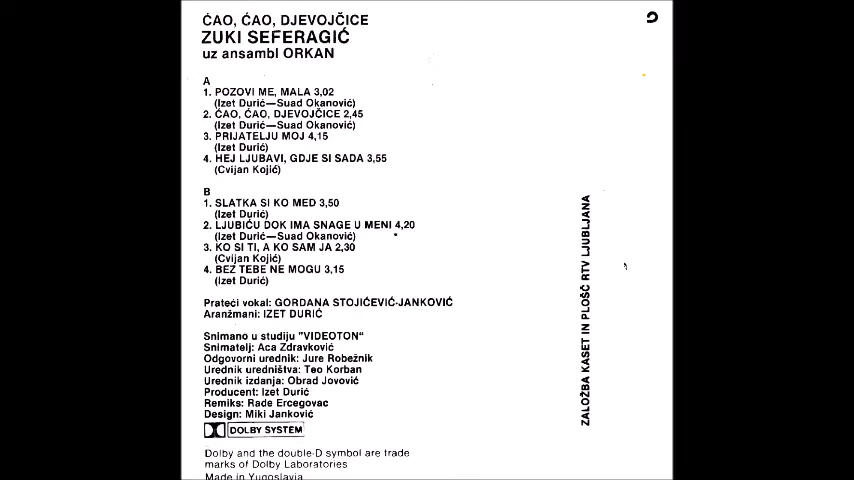 ĆAO, ĆAO, DJEVOJČICE
ZUKI SEFERAGIĆ
uz ansambl ORKAN
A
1. POZOVI ME, MALA 3,02
(Izet Durić—Suad Okanović)
2. ĆAO, ĆAO, DJEVOJČICE 2,45
(Izet Durić—Suad Okanović)
3. PRIJATELJU MOJ 4,15
(Izet Durić)
4. HEJ LJUBAVI, GDJE SI SADA 3,55
(Cvijan Kojić)
B
1. SLATKA SI KO MED 3,50
(Izet Durić)
2. LJUBIĆU DOK IMA SNAGE U MENI 4,20
(Izet Durić—Suad Okanović)
3. KO SI TI, A KO SAM JA 2,30
(Cvijan Kojić)
4. BEZ TEBE NE MOGU 3,15
(Izet Durić)
Prateći vokal: GORDANA STOJIĆEVIĆ-JANKOVIĆ
Aranžmani: IZET DURIĆ
Snimano u studiju "VIDEOTON"
Snimatelj: Aca Zdravković
Odgovorni urednik: Jure Robežnik
Urednik uredništva: Teo Korban
Urednik izdanja: Obrad Jovović
Producent: Izet Durić
Remiks: Rade Ercegovac
Design: Miki Janković
DOLBY SYSTEM
Dolby and the double-D symbol are trade
marks of Dolby Laboratories
Made in Yugoslavia
ZALOŽBA KASET IN PLOŠČ RTV LJUBLJANA